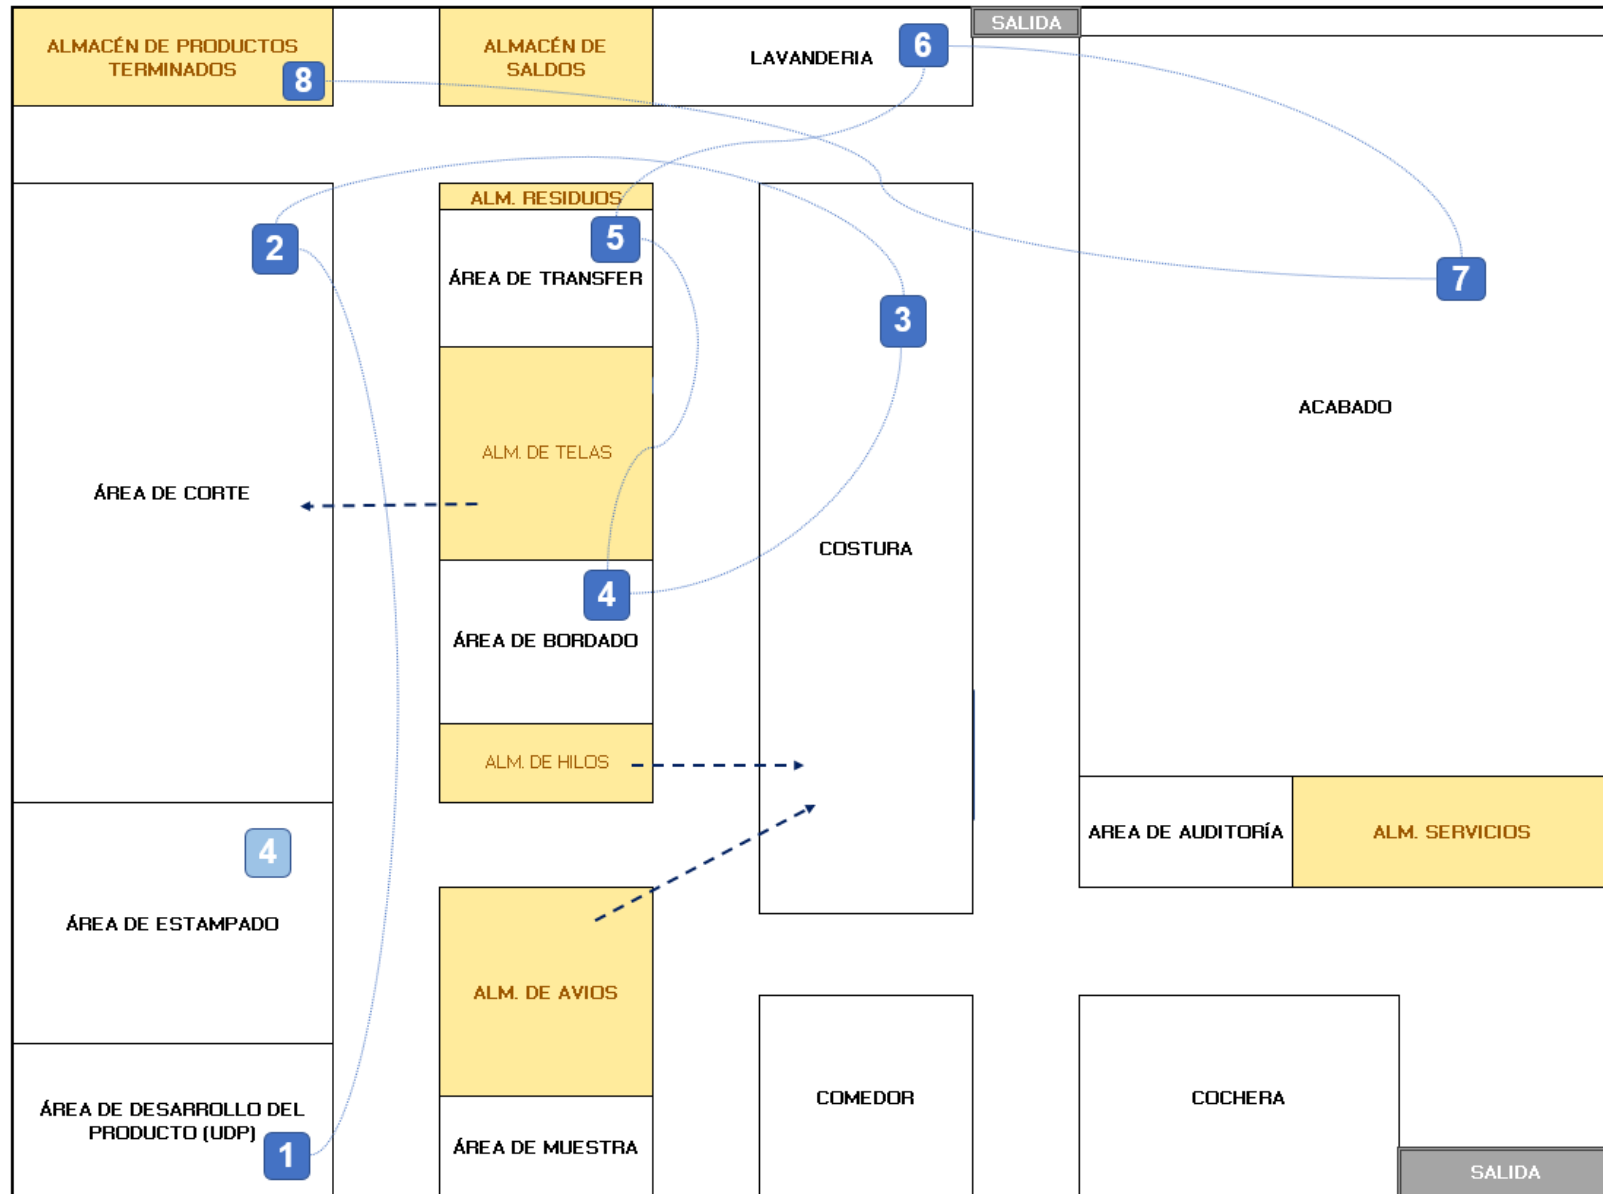 SALIDA
ALMACÉN DE PRODUCTOS
TERMINADOS
8
ALMACÉN DE
SALDOS
LAVANDERIA
6
ALM. RESIDUOS
2
5
ÁREA DE TRANSFER
7
3
ACABADO
ALM. DE TELAS
ÁREA DE CORTE
COSTURA
4
ÁREA DE BORDADO
ALM. DE HILOS
AREA DE AUDITORÍA
ALM. SERVICIOS
4
ÁREA DE ESTAMPADO
ALM. DE AVIOS
ÁREA DE DESARROLLO DEL
PRODUCTO (UDP)
1
COMEDOR
COCHERA
ÁREA DE MUESTRA
SALIDA